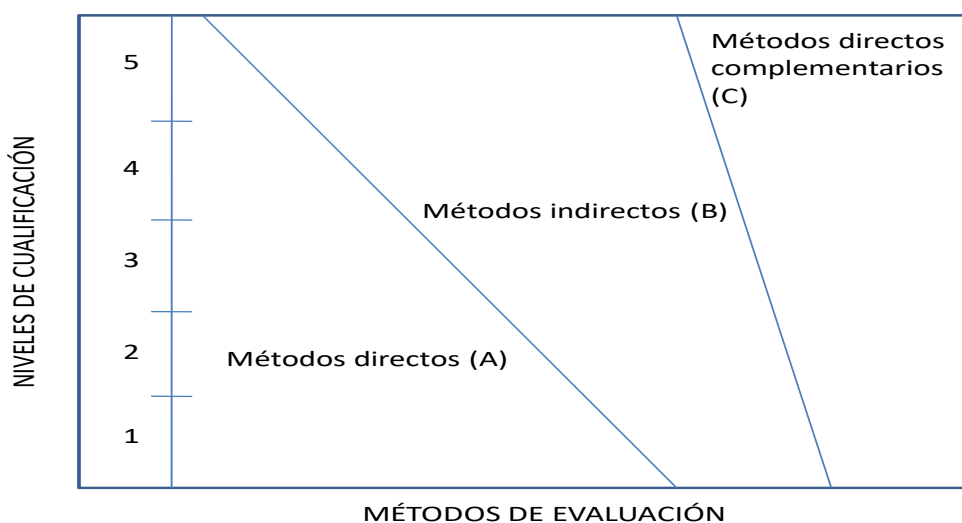 NIVELES DE CUALIFICACIÓN
5
4
3
2
1
Métodos directos
complementarios
(C)
Métodos indirectos (B)
Métodos directos (A)
MÉTODOS DE EVALUACIÓN